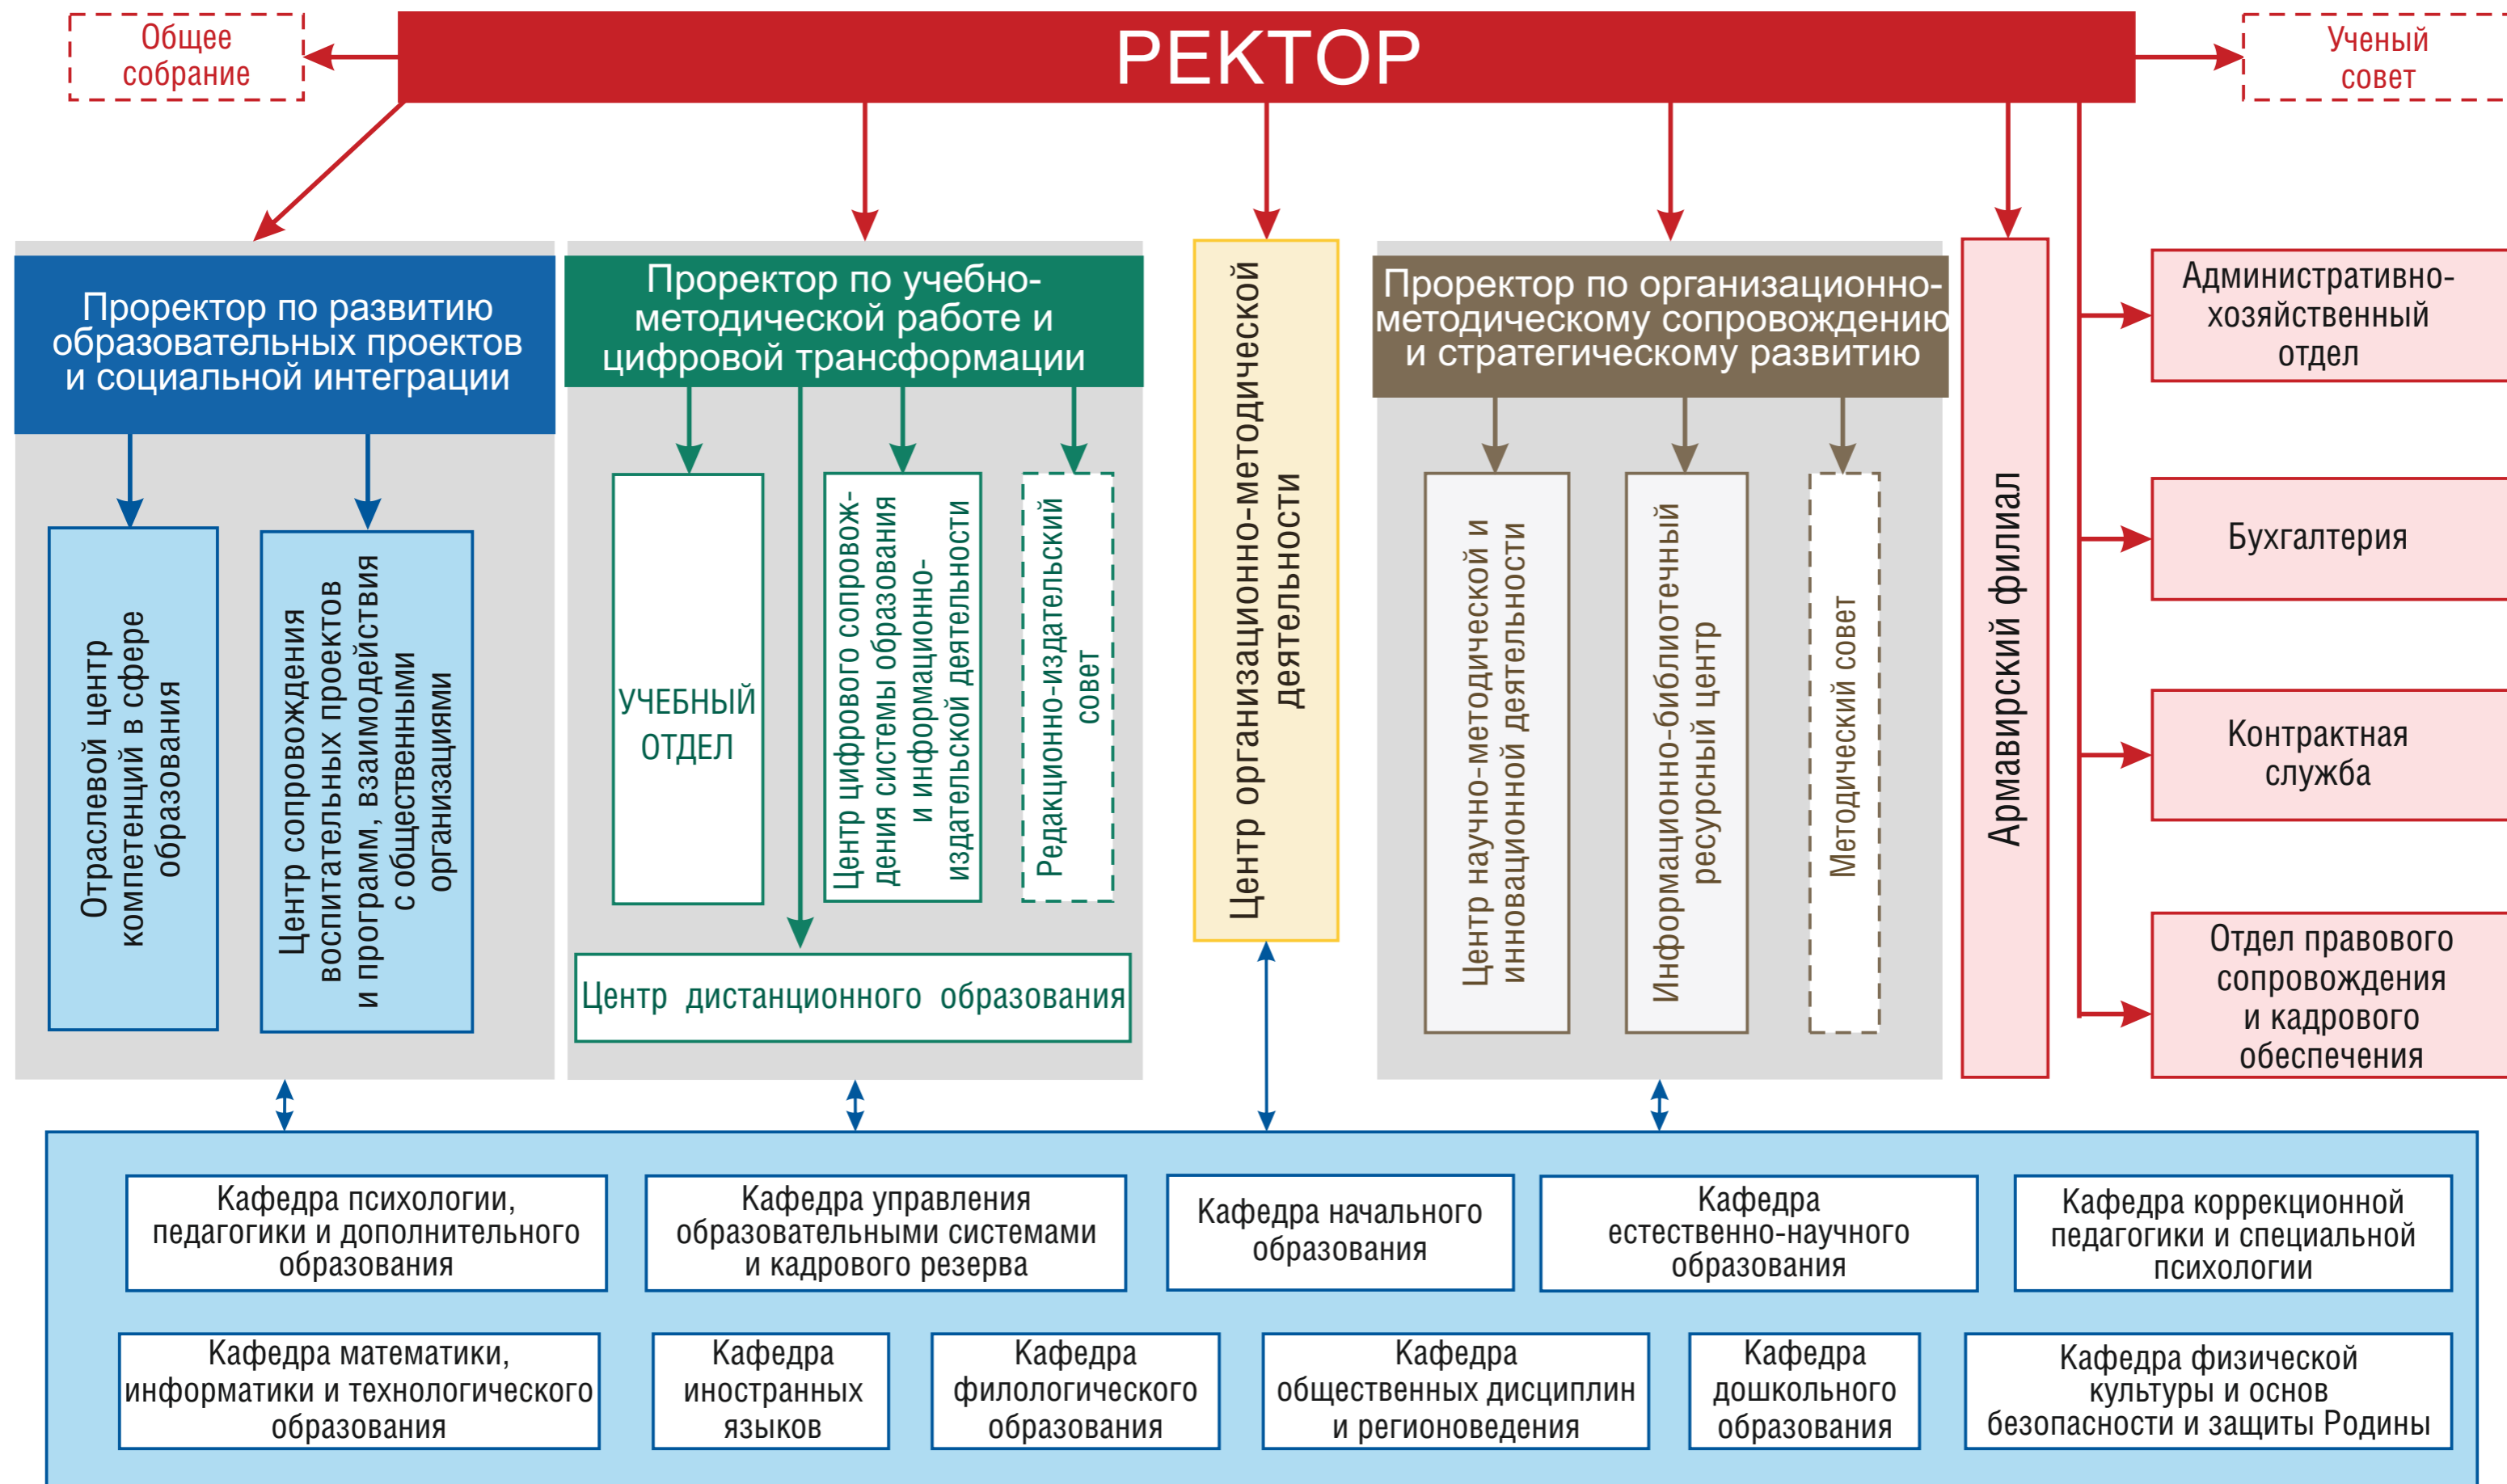 Общее
собрание
РЕКТОР
Ученый
совет
Проректор по развитию
образовательных проектов
и социальной интеграции
Отраслевой центр
компетенций в сфере
образования
Центр сопровождения
воспитательных проектов
и программ, взаимодействия
с общественными
организациями
Проректор по учебно-
методической работе и
цифровой трансформации
УЧЕБНЫЙ
ОТДЕЛ
Центр цифрового сопровож-
дения системы образования
и информационно-
издательской деятельности
Редакционно-издательский
совет
Центр дистанционного образования
Центр организационно-методической
деятельности
Проректор по организационно-
методическому сопровождению
и стратегическому развитию
Центр научно-методической и
инновационной деятельности
Информационно-библиотечный
ресурсный центр
Методический совет
Армавирский филиал
Административно-
хозяйственный
отдел
Бухгалтерия
Контрактная
служба
Отдел правового
сопровождения
и кадрового
обеспечения
Кафедра психологии,
педагогики и дополнительного
образования
Кафедра управления
образовательными системами
и кадрового резерва
Кафедра начального
образования
Кафедра
естественно-научного
образования
Кафедра коррекционной
педагогики и специальной
психологии
Кафедра математики,
информатики и технологического
образования
Кафедра
иностранных
языков
Кафедра
филологического
образования
Кафедра
общественных дисциплин
и регионоведения
Кафедра
дошкольного
образования
Кафедра физической
культуры и основ
безопасности и защиты Родины